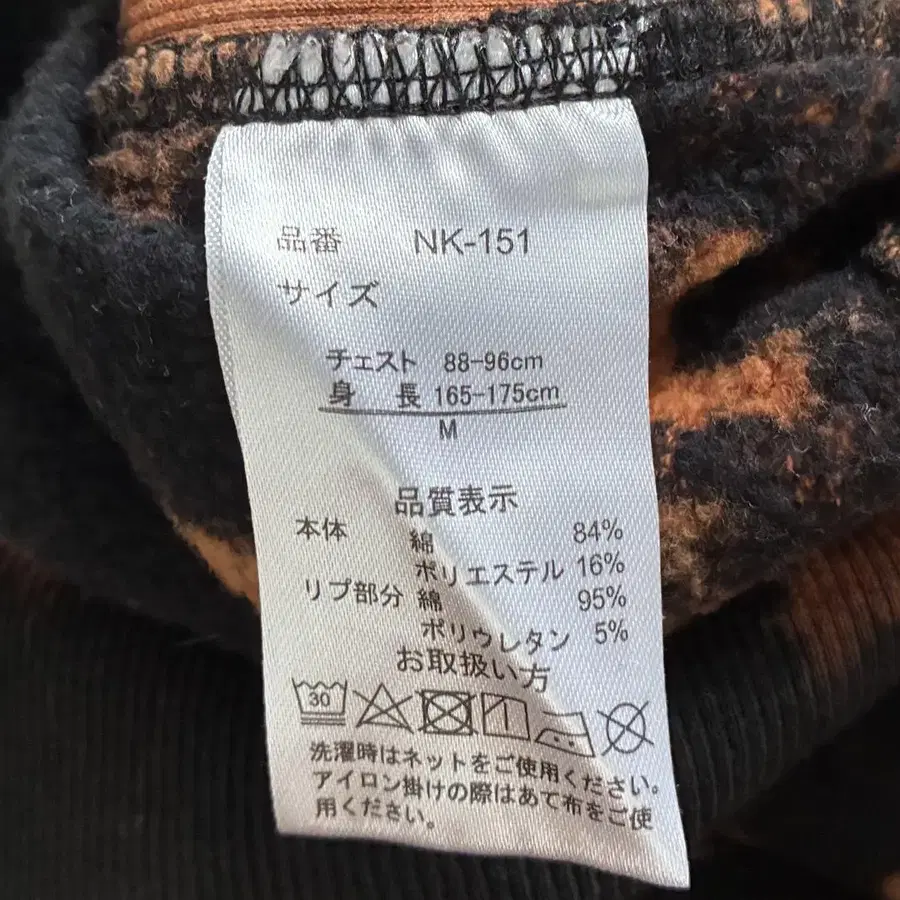 品番 NK-151
サイズ
チェスト 88-96cm
身 長 165-175cm
M
品質表示
本体 綿 84%
ポリエステル 16%
リブ部分 綿 95%
ポリウレタン 5%
お取扱い方
30
洗濯時はネットをご使用ください。
アイロン掛けの際はあて布をご使
用ください。